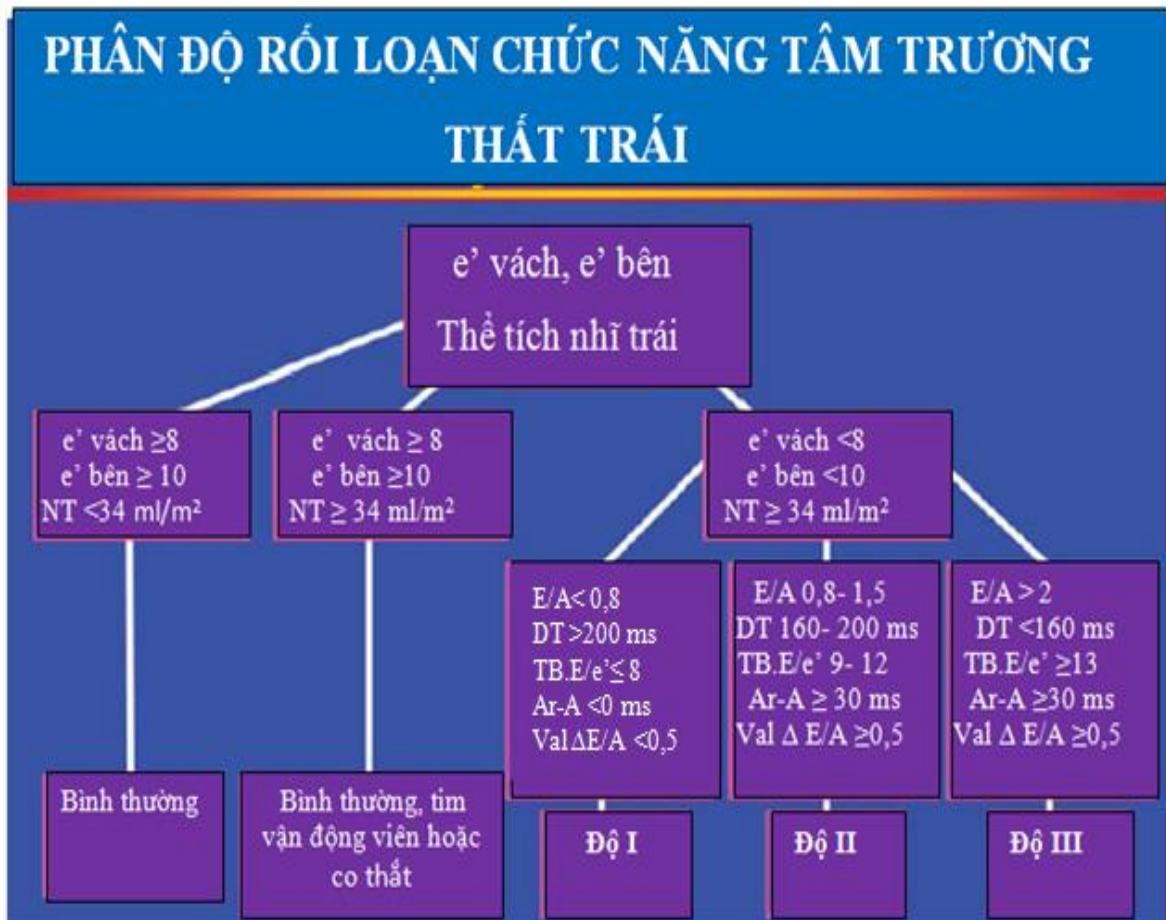 PHÂN ĐỘ RỐI LOẠN CHỨC NĂNG TÂM TRƯƠNG
THẤT TRÁI
e’ vách, e’ bên
Thể tích nhĩ trái
e’ vách ≥8
e’ bên ≥ 10
NT <34 ml/m²
e’ vách ≥ 8
e’ bên ≥10
NT ≥ 34 ml/m²
e’ vách <8
e’ bên <10
NT ≥ 34 ml/m²
E/A< 0,8
DT >200 ms
TB.E/e’≤ 8
Ar-A <0 ms
Val ΔE/A <0,5
E/A 0,8- 1,5
DT 160- 200 ms
TB.E/e’ 9- 12
Ar-A ≥ 30 ms
Val Δ E/A ≥0,5
E/A > 2
DT <160 ms
TB.E/e’ ≥13
Ar-A ≥30 ms
Val Δ E/A ≥0,5
Bình thường
Bình thường, tim
vận động viên hoặc
co thắt
Độ I
Độ II
Độ III